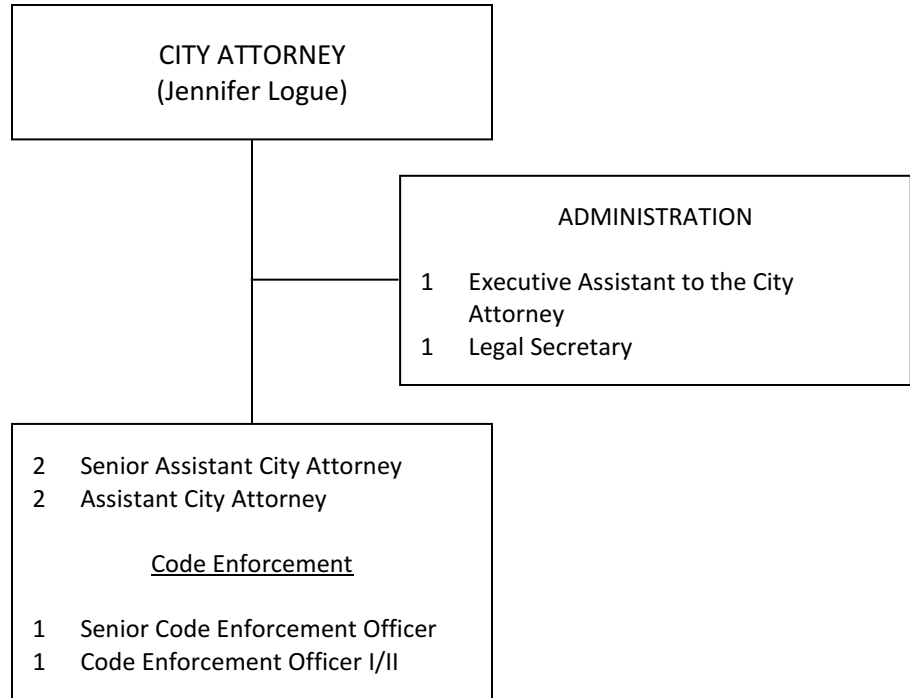 CITY ATTORNEY
(Jennifer Logue)
ADMINISTRATION
1 Executive Assistant to the City
Attorney
1 Legal Secretary
2 Senior Assistant City Attorney
2 Assistant City Attorney
Code Enforcement
1 Senior Code Enforcement Officer
1 Code Enforcement Officer I/II